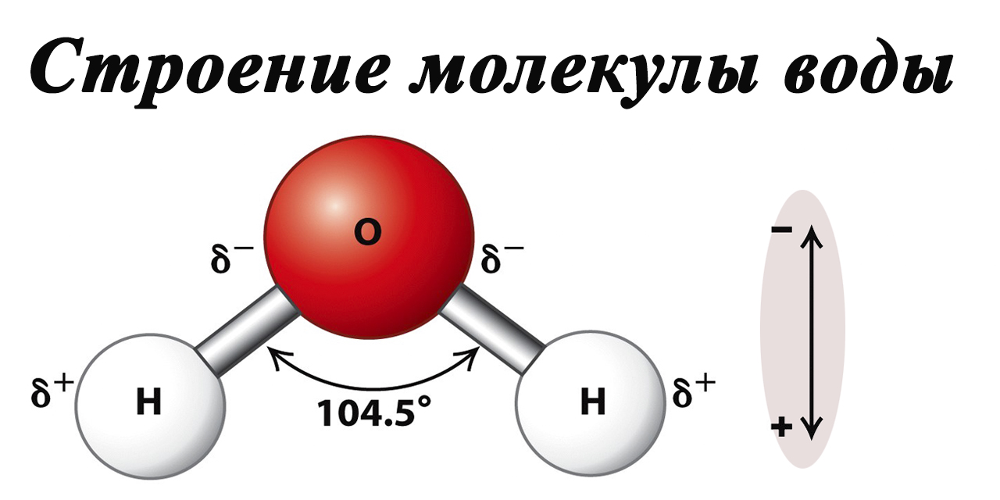 Строение молекулы воды
O
δ⁻ δ⁻
−
δ⁺ H H δ⁺
104.5°
+